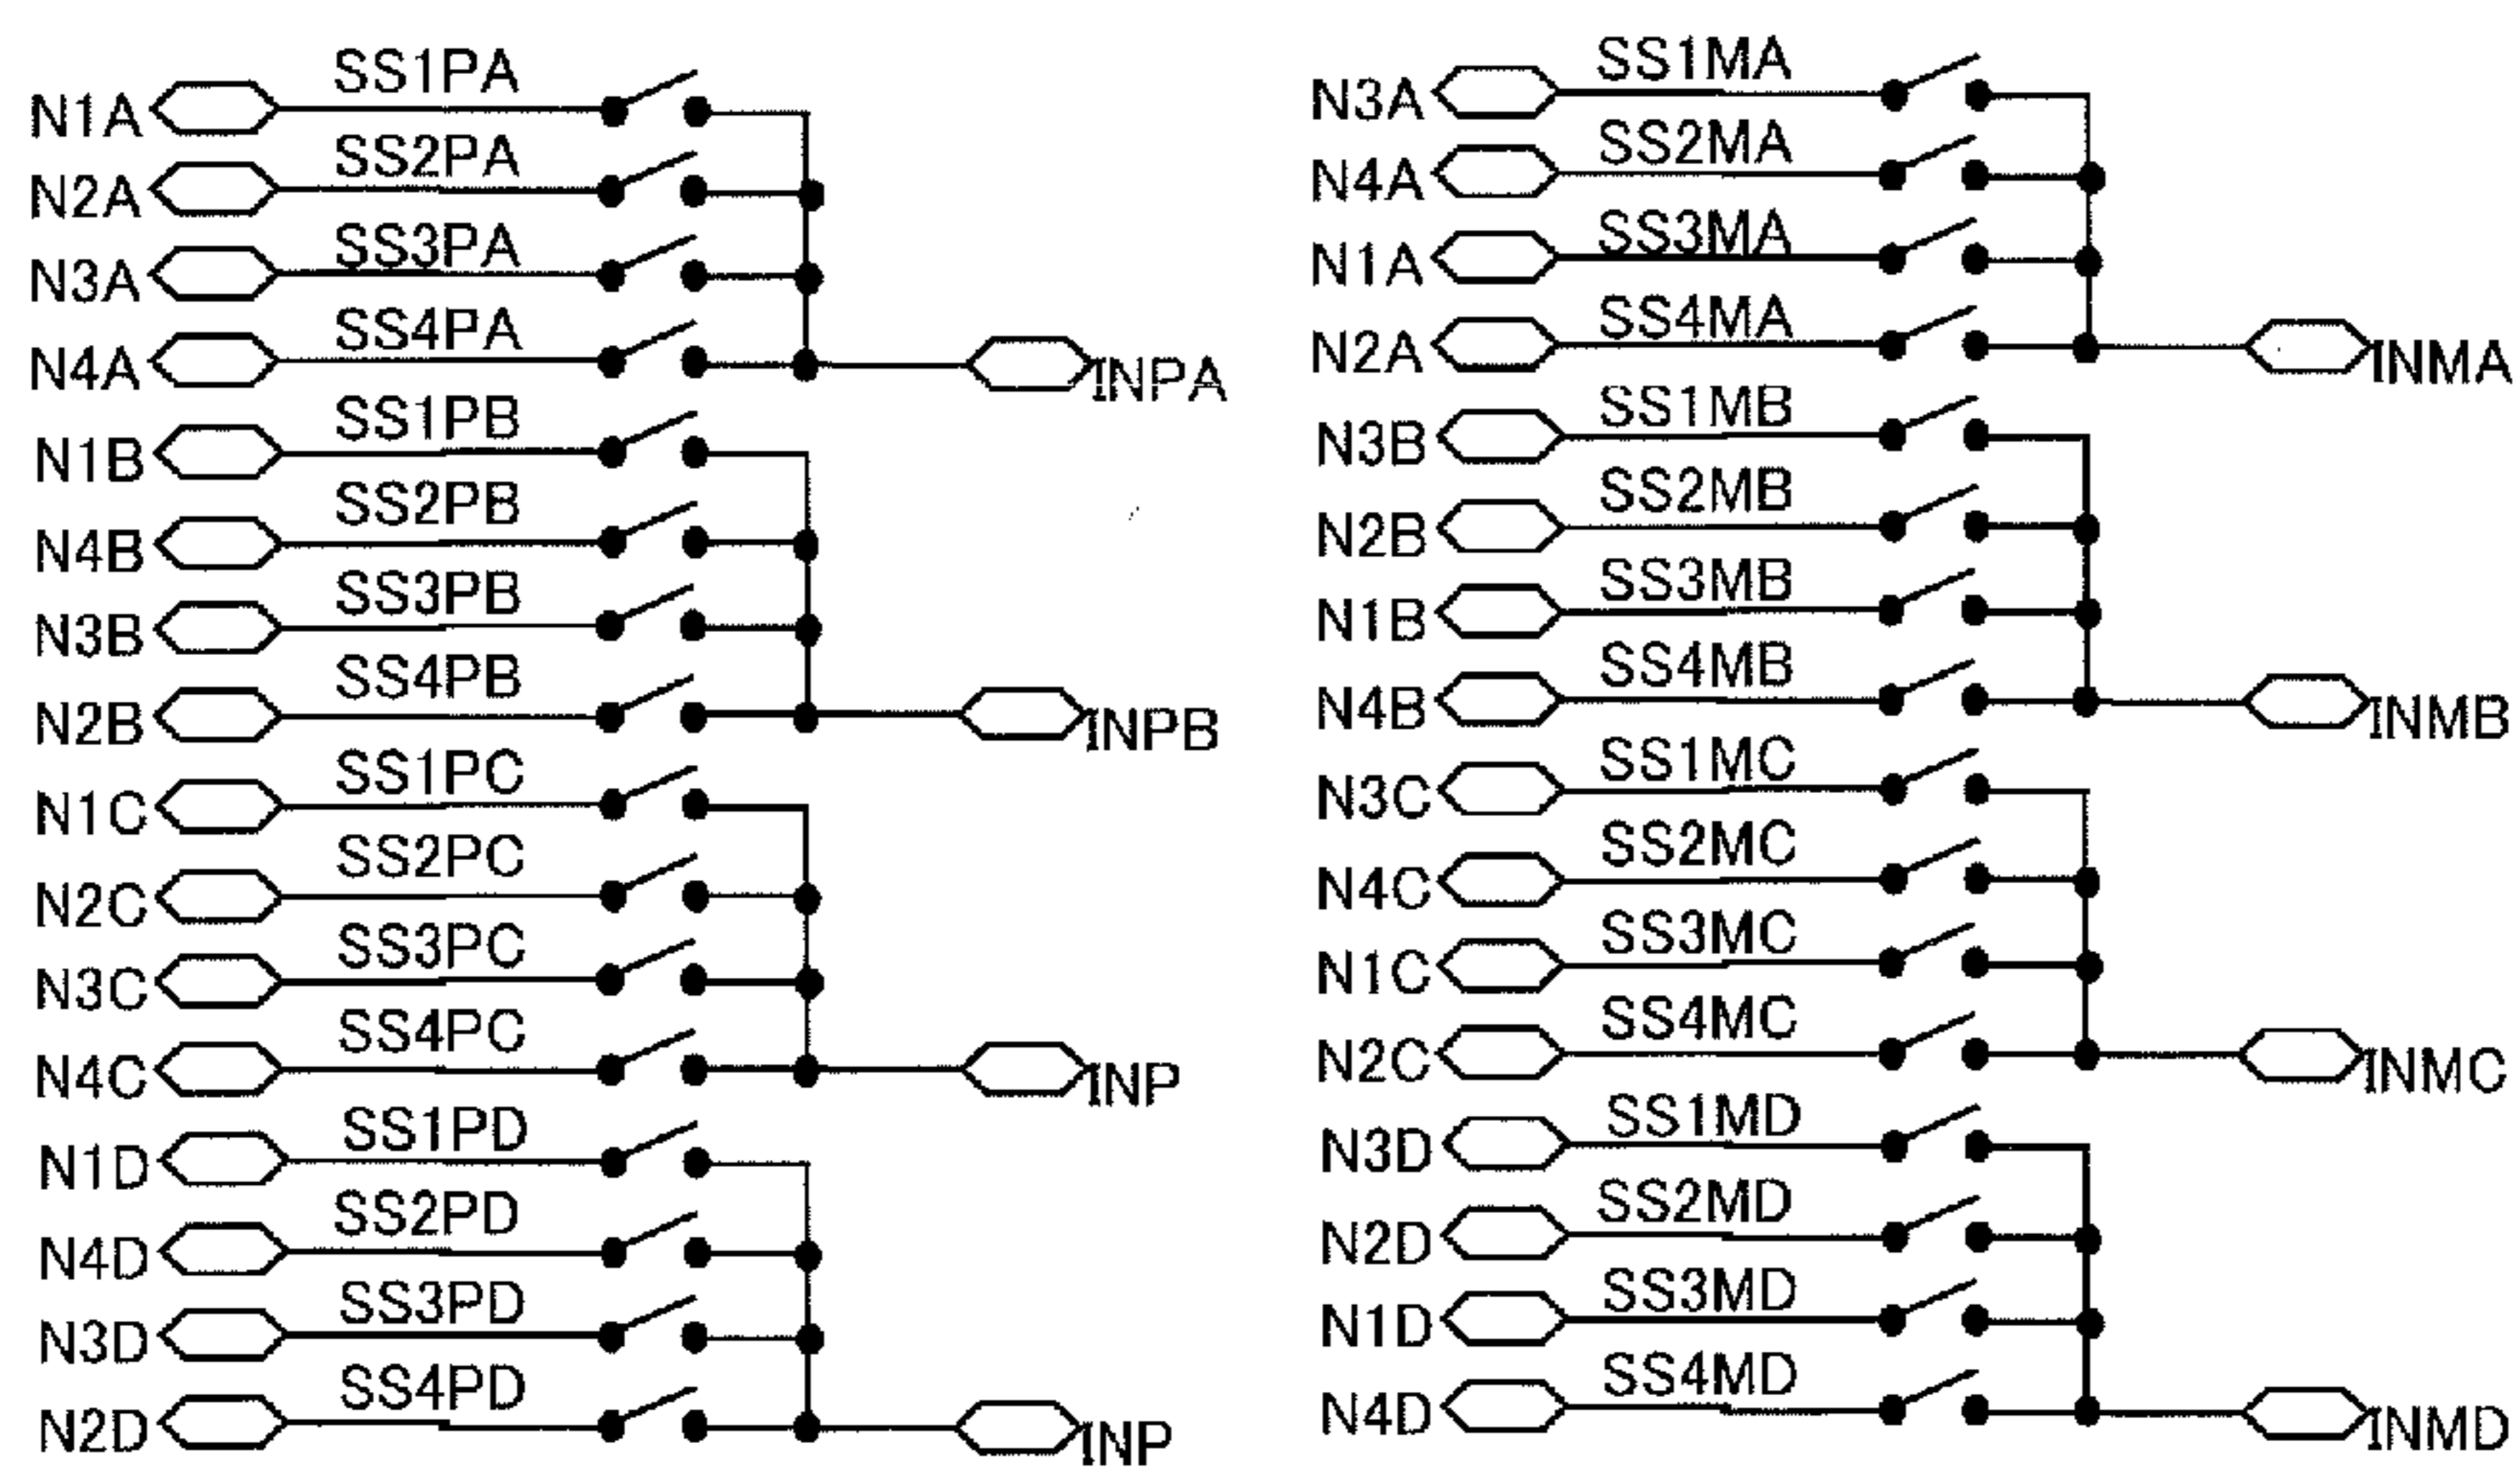 SS1PA
N1A
SS2PA
N2A
SS3PA
N3A
SS4PA
N4A
INPA
SS1PB
N1B
SS2PB
N4B
SS3PB
N3B
SS4PB
N2B
INPB
SS1PC
N1C
SS2PC
N2C
SS3PC
N3C
SS4PC
N4C
INP
SS1PD
N1D
SS2PD
N4D
SS3PD
N3D
SS4PD
N2D
INP
SS1MA
N3A
SS2MA
N4A
SS3MA
N1A
SS4MA
N2A
INMA
SS1MB
N3B
SS2MB
N2B
SS3MB
N1B
SS4MB
N4B
INMB
SS1MC
N3C
SS2MC
N4C
SS3MC
N1C
SS4MC
N2C
INMC
SS1MD
N3D
SS2MD
N2D
SS3MD
N1D
SS4MD
N4D
INMD